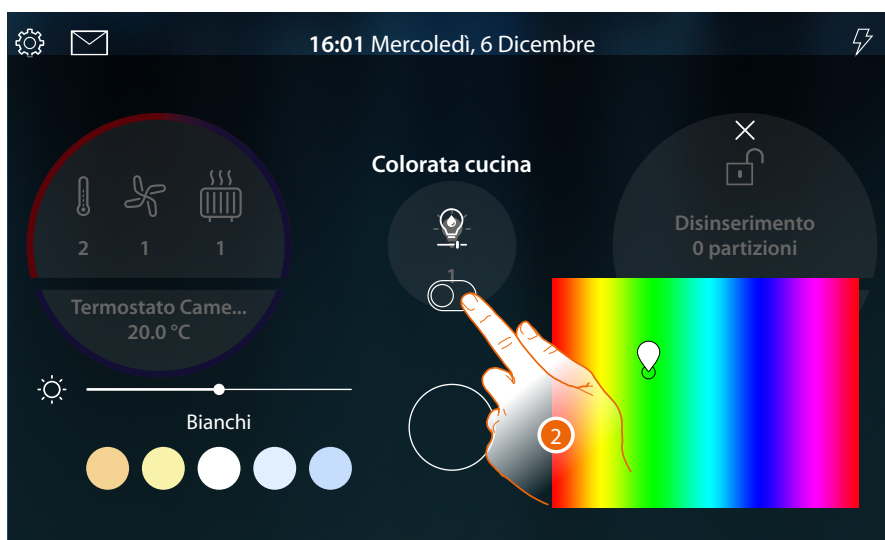 16:01 Mercoledì, 6 Dicembre
Colorata cucina
2 1 1
Termostato Came...
20.0 °C
1
Disinserimento
0 partizioni
Bianchi
2